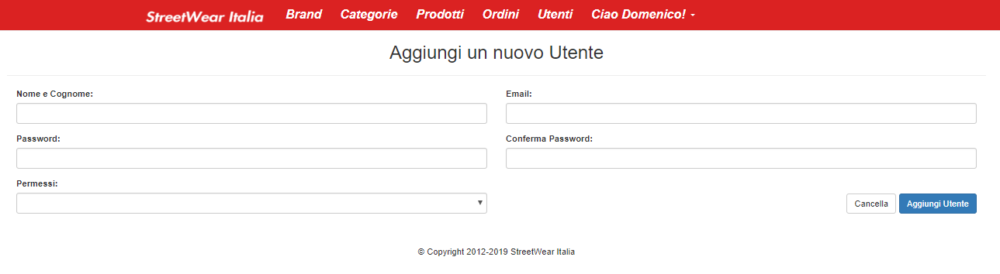 StreetWear Italia Brand Categorie Prodotti Ordini Utenti Ciao Domenico!
Aggiungi un nuovo Utente
Nome e Cognome: Email:
Password: Conferma Password:
Permessi:
Cancella Aggiungi Utente
© Copyright 2012-2019 StreetWear Italia